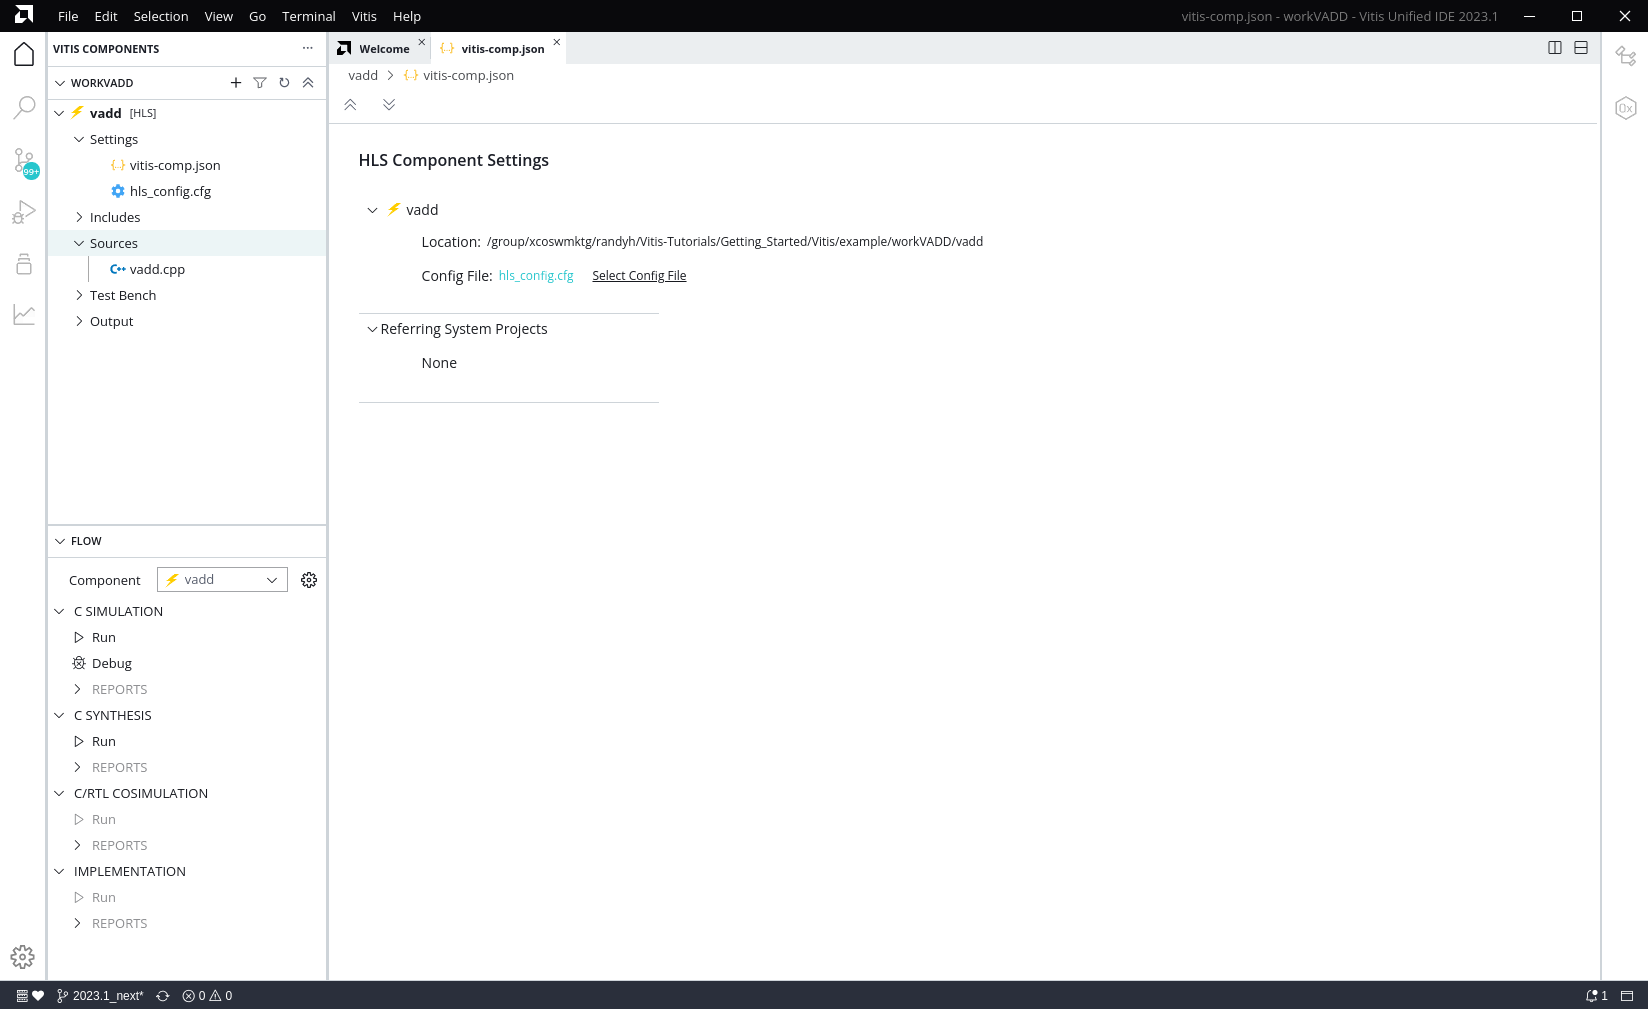 File Edit Selection View Go Terminal Vitis Help
vitis-comp.json - workVADD - Vitis Unified IDE 2023.1
VITIS COMPONENTS
WORKVADD
vadd [HLS]
Settings
vitis-comp.json
hls_config.cfg
Includes
Sources
vadd.cpp
Test Bench
Output
99+
FLOW
Component vadd
C SIMULATION
Run
Debug
REPORTS
C SYNTHESIS
Run
REPORTS
C/RTL COSIMULATION
Run
REPORTS
IMPLEMENTATION
Run
REPORTS
Welcome vitis-comp.json
vadd > vitis-comp.json
HLS Component Settings
vadd
Location: /group/xcoswmktg/randyh/Vitis-Tutorials/Getting_Started/Vitis/example/workVADD/vadd
Config File: hls_config.cfg Select Config File
Referring System Projects
None
0x
2023.1_next* 0 0 1